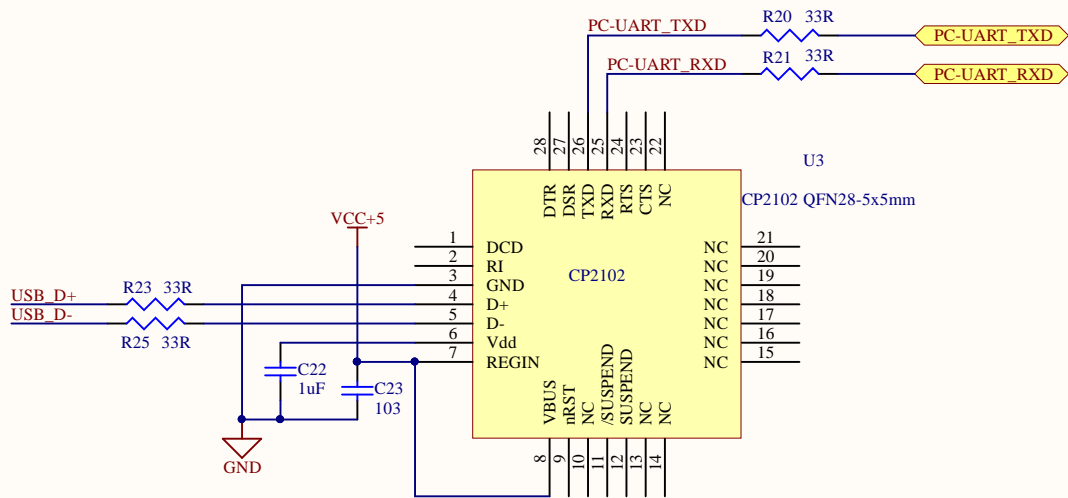 R20 33R
PC-UART_TXD
PC-UART_TXD
R21 33R
PC-UART_RXD
PC-UART_RXD
28
27
26
25
24
23
22
U3
DTR
DSR
TXD
RXD
RTS
CTS
NC
CP2102 QFN28-5x5mm
VCC+5
1 DCD
2 RI
3 GND
4 D+
5 D-
6 Vdd
7 REGIN
CP2102
NC 21
NC 20
NC 19
NC 18
NC 17
NC 16
NC 15
USB_D+
R23 33R
USB_D-
R25 33R
C22
1uF
C23
103
GND
VBUS
nRST
NC
/SUSPEND
SUSPEND
NC
NC
8
9
10
11
12
13
14